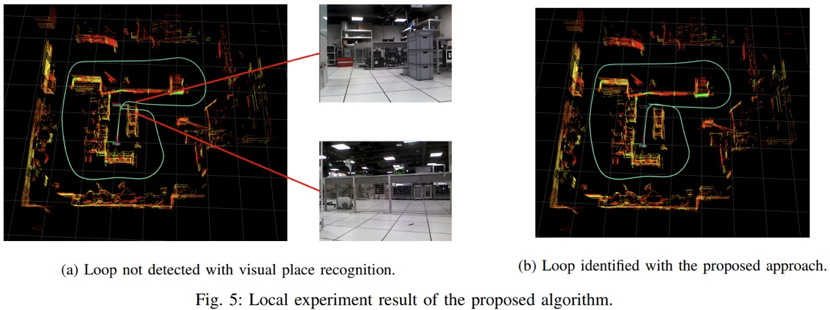 (a) Loop not detected with visual place recognition.
(b) Loop identified with the proposed approach.
Fig. 5: Local experiment result of the proposed algorithm.